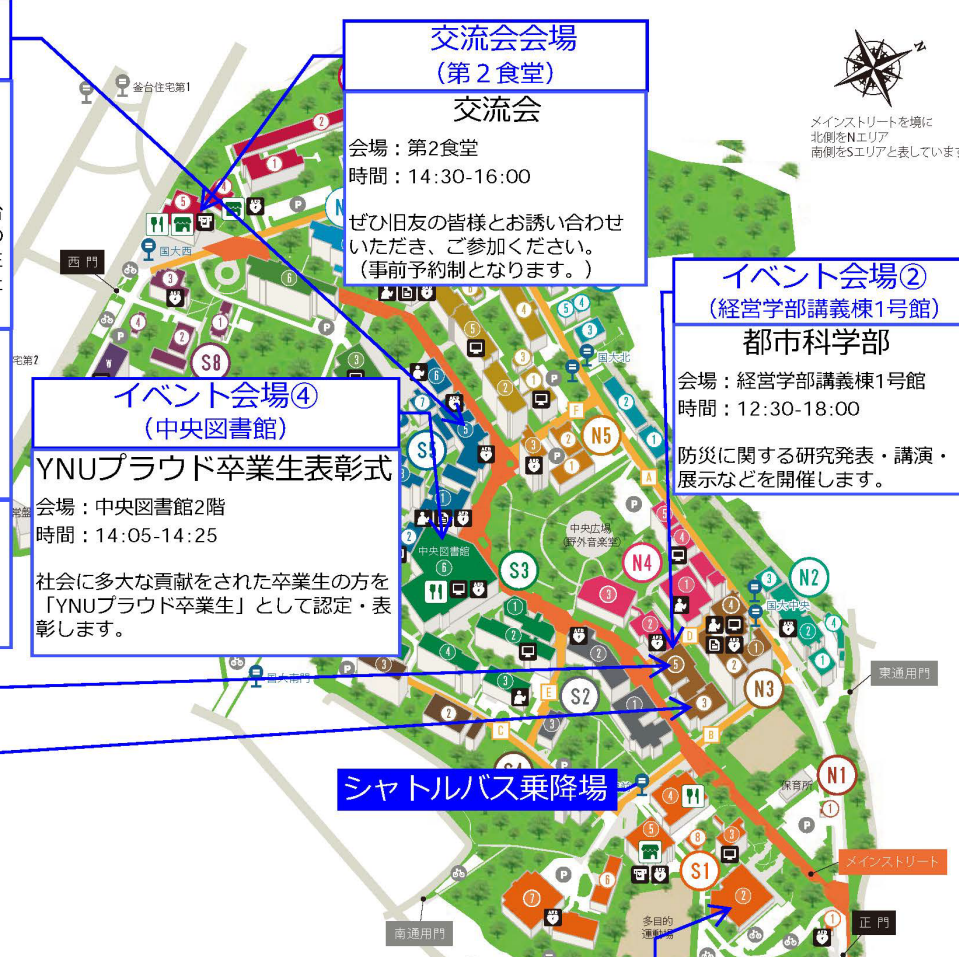 交流会会場
（第２食堂）
交流会
会場：第2食堂
時間：14:30-16:00
ぜひ旧友の皆様とお誘い合わせ
いただき、ご参加ください。
（事前予約制となります。）
N
メインストリートを境に
北側をNエリア
南側をSエリアと表しています
釜台住宅第1
国大西
西門
宅第2
S8
W
国大北
イベント会場②
（経営学部講義棟1号館）
都市科学部
会場：経営学部講義棟1号館
時間：12:30-18:00
防災に関する研究発表・講演・
展示などを開催します。
イベント会場④
（中央図書館）
YNUプラウド卒業生表彰式
会場：中央図書館2階
時間：14:05-14:25
社会に多大な貢献をされた卒業生の方を
「YNUプラウド卒業生」として認定・表
彰します。
S5
N5
F
A
中央広場
（野外音楽堂）
中央図書館
S3
N4
N2
国大中央
D
東通用門
国大南門
E
S2
N3
C
B
S4
シャトルバス乗降場
保育所
N1
メインストリート
S1
多目的
運動場
正門
南通用門